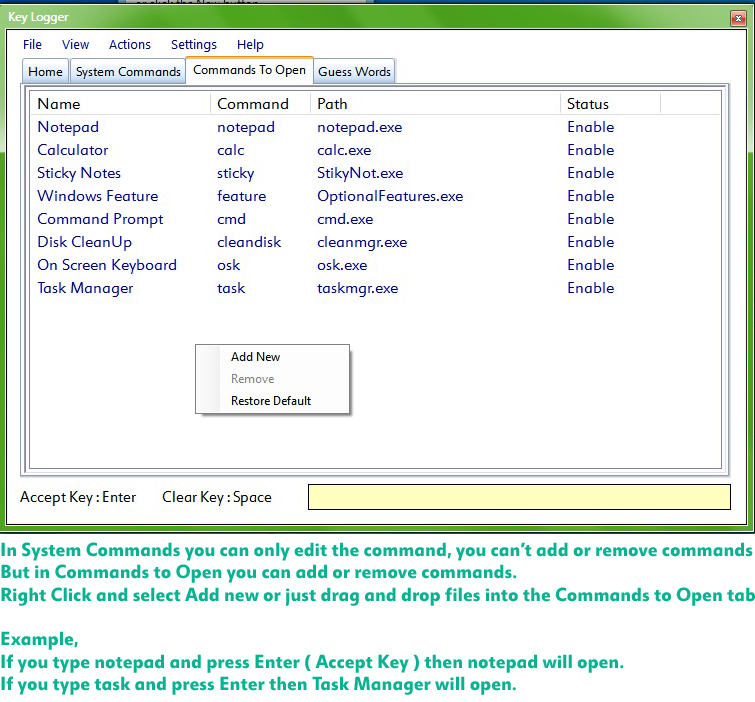 Key Logger
File View Actions Settings Help
Home System Commands Commands To Open Guess Words
Name Command Path Status
Notepad notepad notepad.exe Enable
Calculator calc calc.exe Enable
Sticky Notes sticky StikyNot.exe Enable
Windows Feature feature OptionalFeatures.exe Enable
Command Prompt cmd cmd.exe Enable
Disk CleanUp cleandisk cleanmgr.exe Enable
On Screen Keyboard osk osk.exe Enable
Task Manager task taskmgr.exe Enable
Add New
Remove
Restore Default
Accept Key : Enter Clear Key : Space
In System Commands you can only edit the command, you can't add or remove commands
But in Commands to Open you can add or remove commands.
Right Click and select Add new or just drag and drop files into the Commands to Open tab
Example,
If you type notepad and press Enter ( Accept Key ) then notepad will open.
If you type task and press Enter then Task Manager will open.